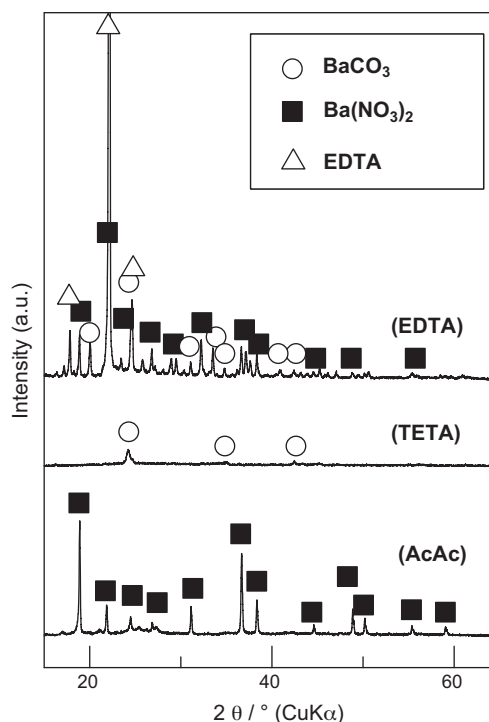 BaCO₃
Ba(NO₃)₂
EDTA
Intensity (a.u.)
(EDTA)
(TETA)
(AcAc)
20
40
60
2 θ / ° (CuKα)